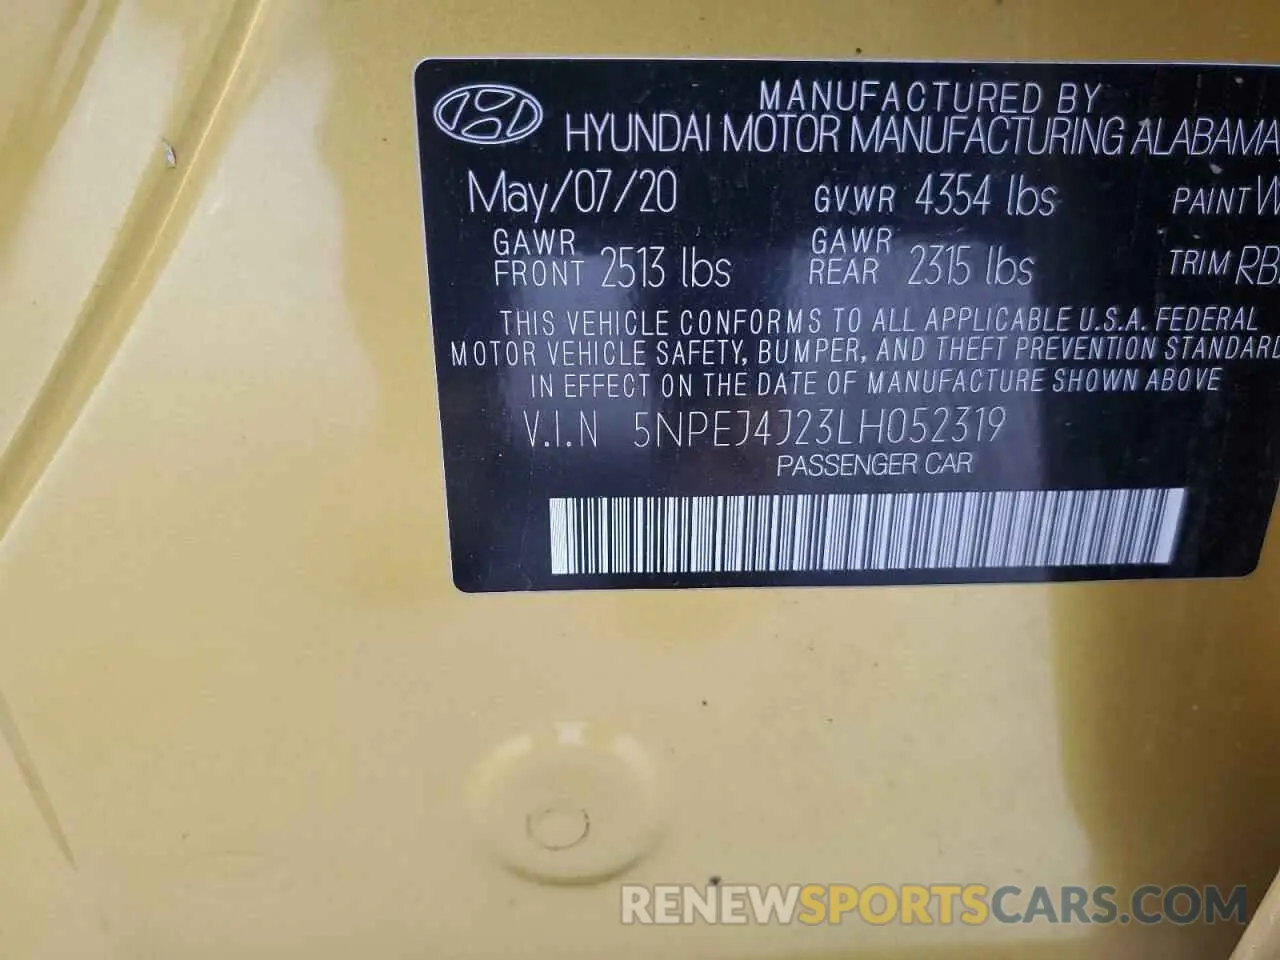 MANUFACTURED BY
HYUNDAI MOTOR MANUFACTURING ALABAMA
May/07/20 GVWR 4354 lbs PAINT
GAWR FRONT 2513 lbs GAWR REAR 2315 lbs TRIM RB
THIS VEHICLE CONFORMS TO ALL APPLICABLE U.S.A. FEDERAL
MOTOR VEHICLE SAFETY, BUMPER, AND THEFT PREVENTION STANDARD
IN EFFECT ON THE DATE OF MANUFACTURE SHOWN ABOVE
V.I.N 5NPEJ4J23LH052319
PASSENGER CAR
RENEWSPORTSCARS.COM